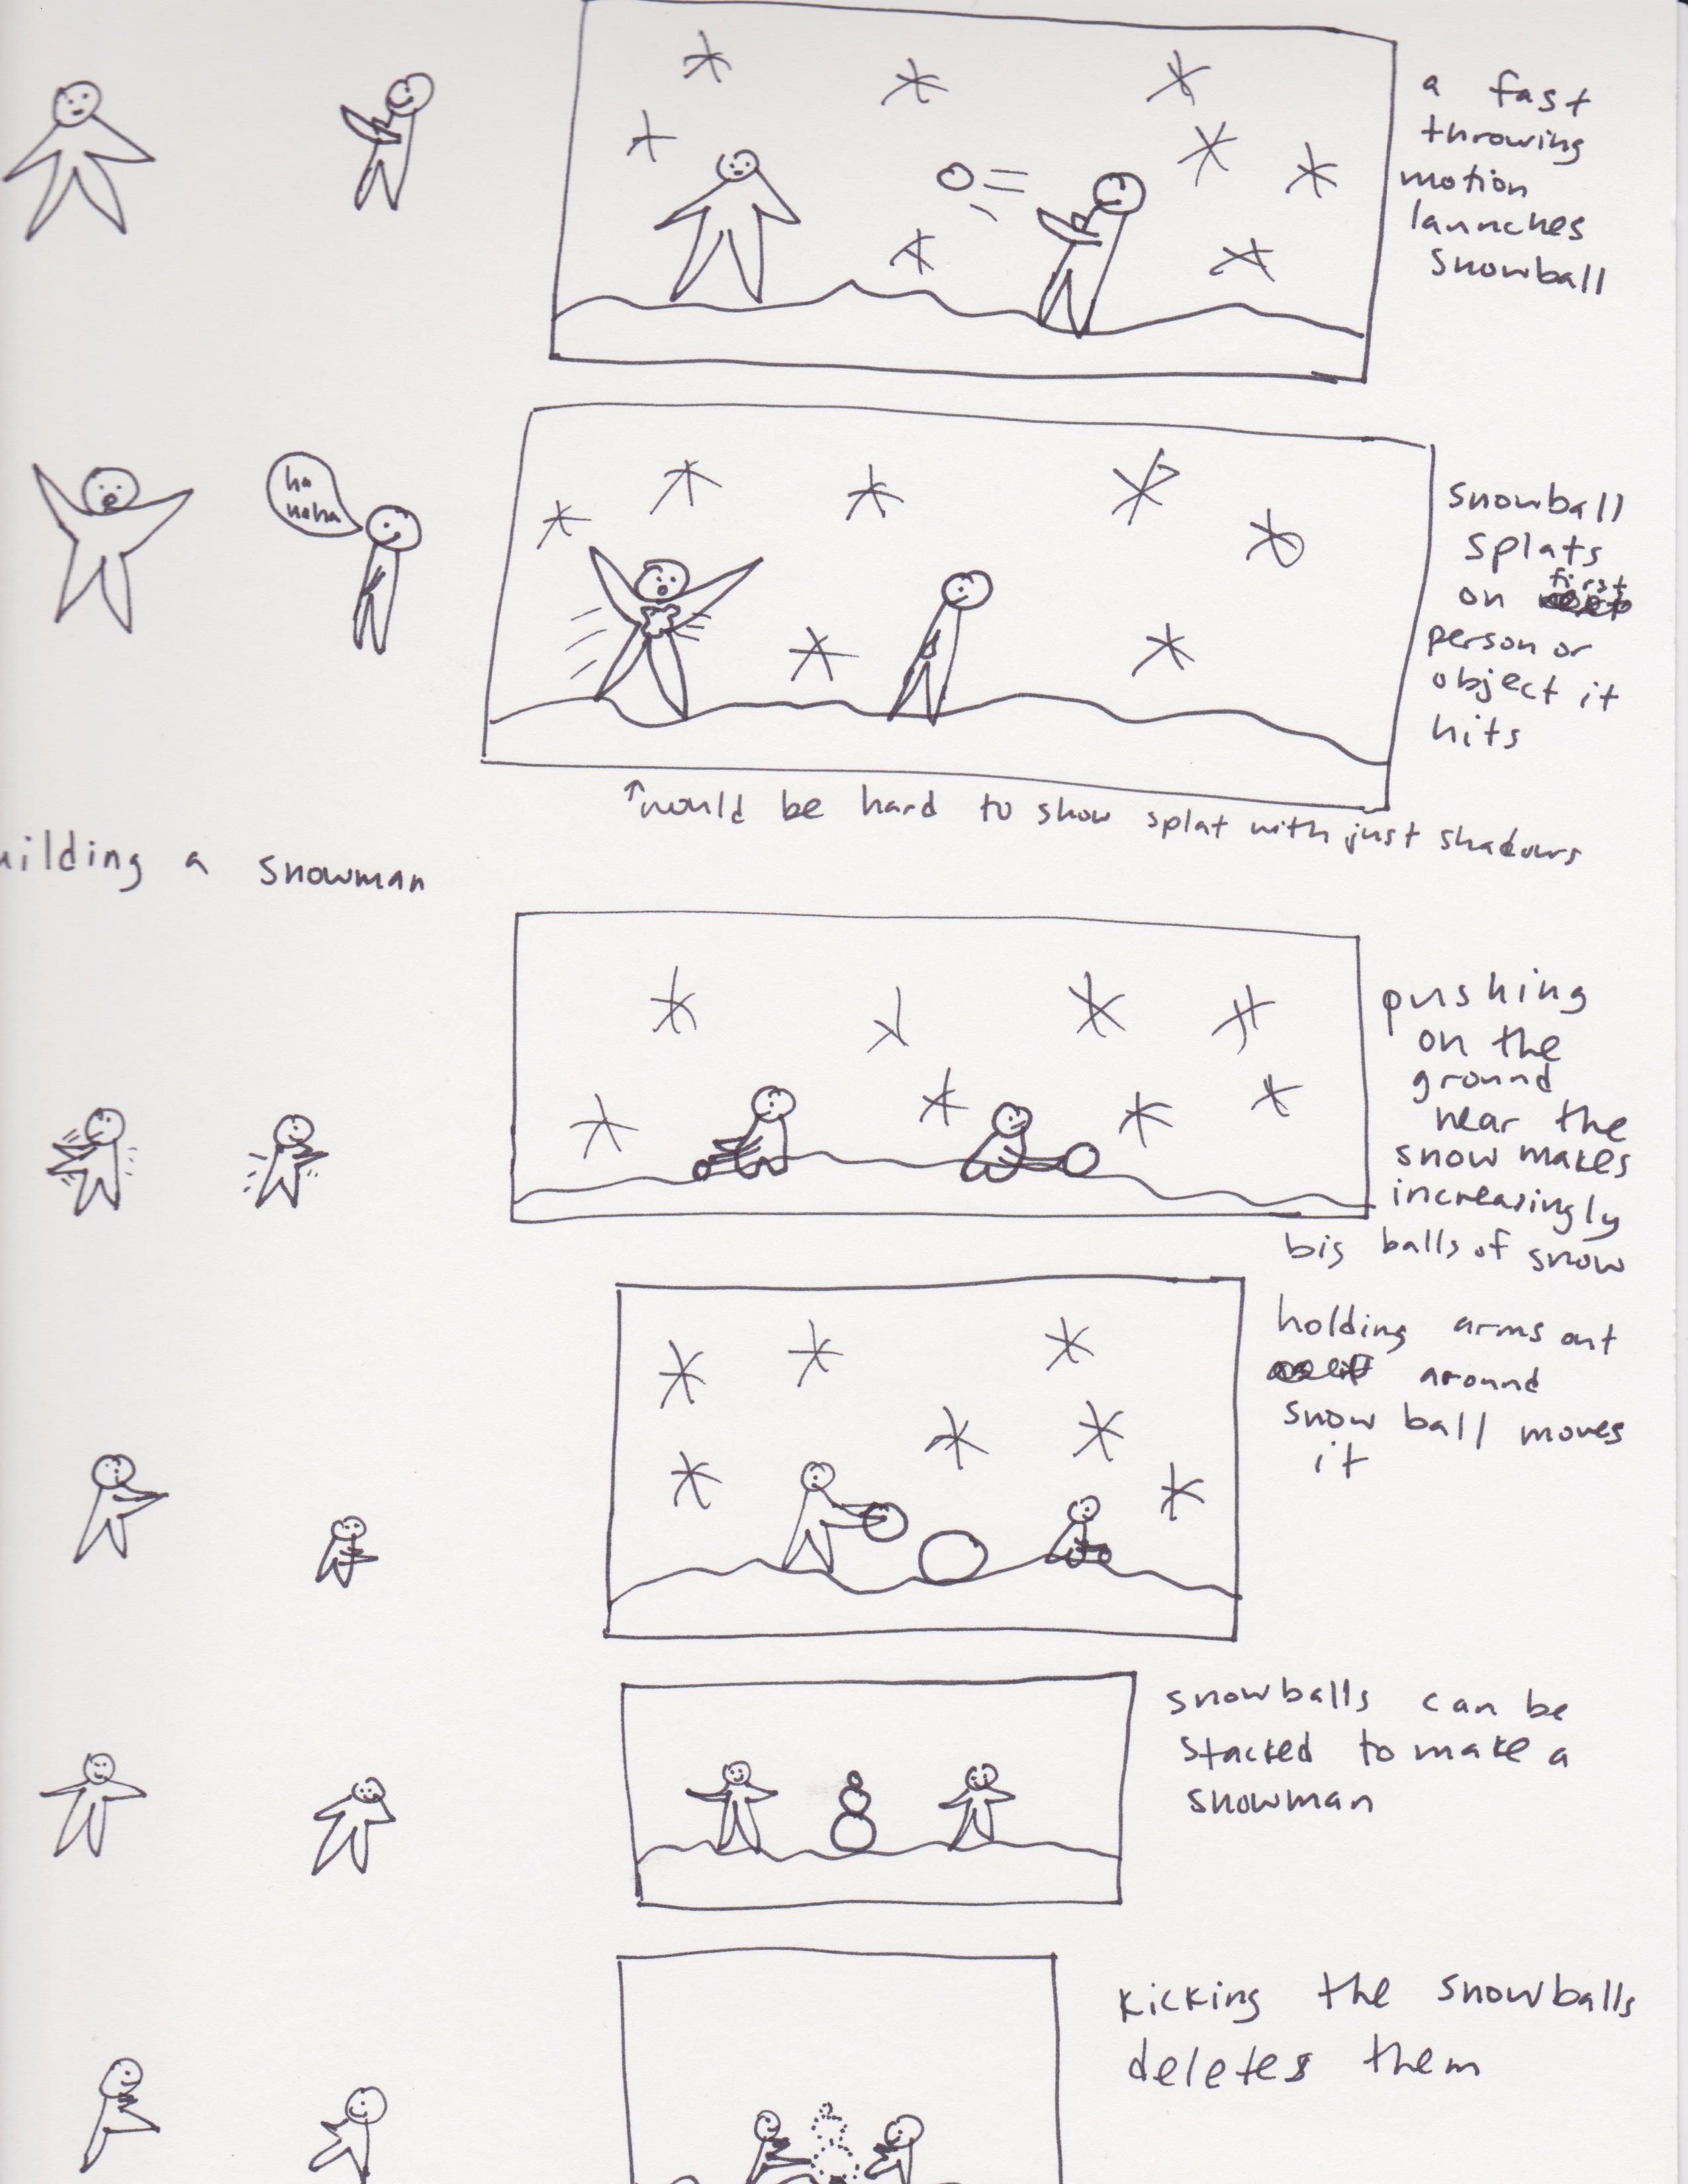 a fast
throwing
motion
launches
snowball
ha
haha
snowball
splats
on first
person or
object it
hits
↑would be hard to show splat with just shadows
uilding a snowman
pushing
on the
ground
near the
snow makes
increasingly
big balls of snow
holding arms out
around
snow ball moves
it
snowballs can be
stacked to make a
snowman
kicking the snowballs
deletes them